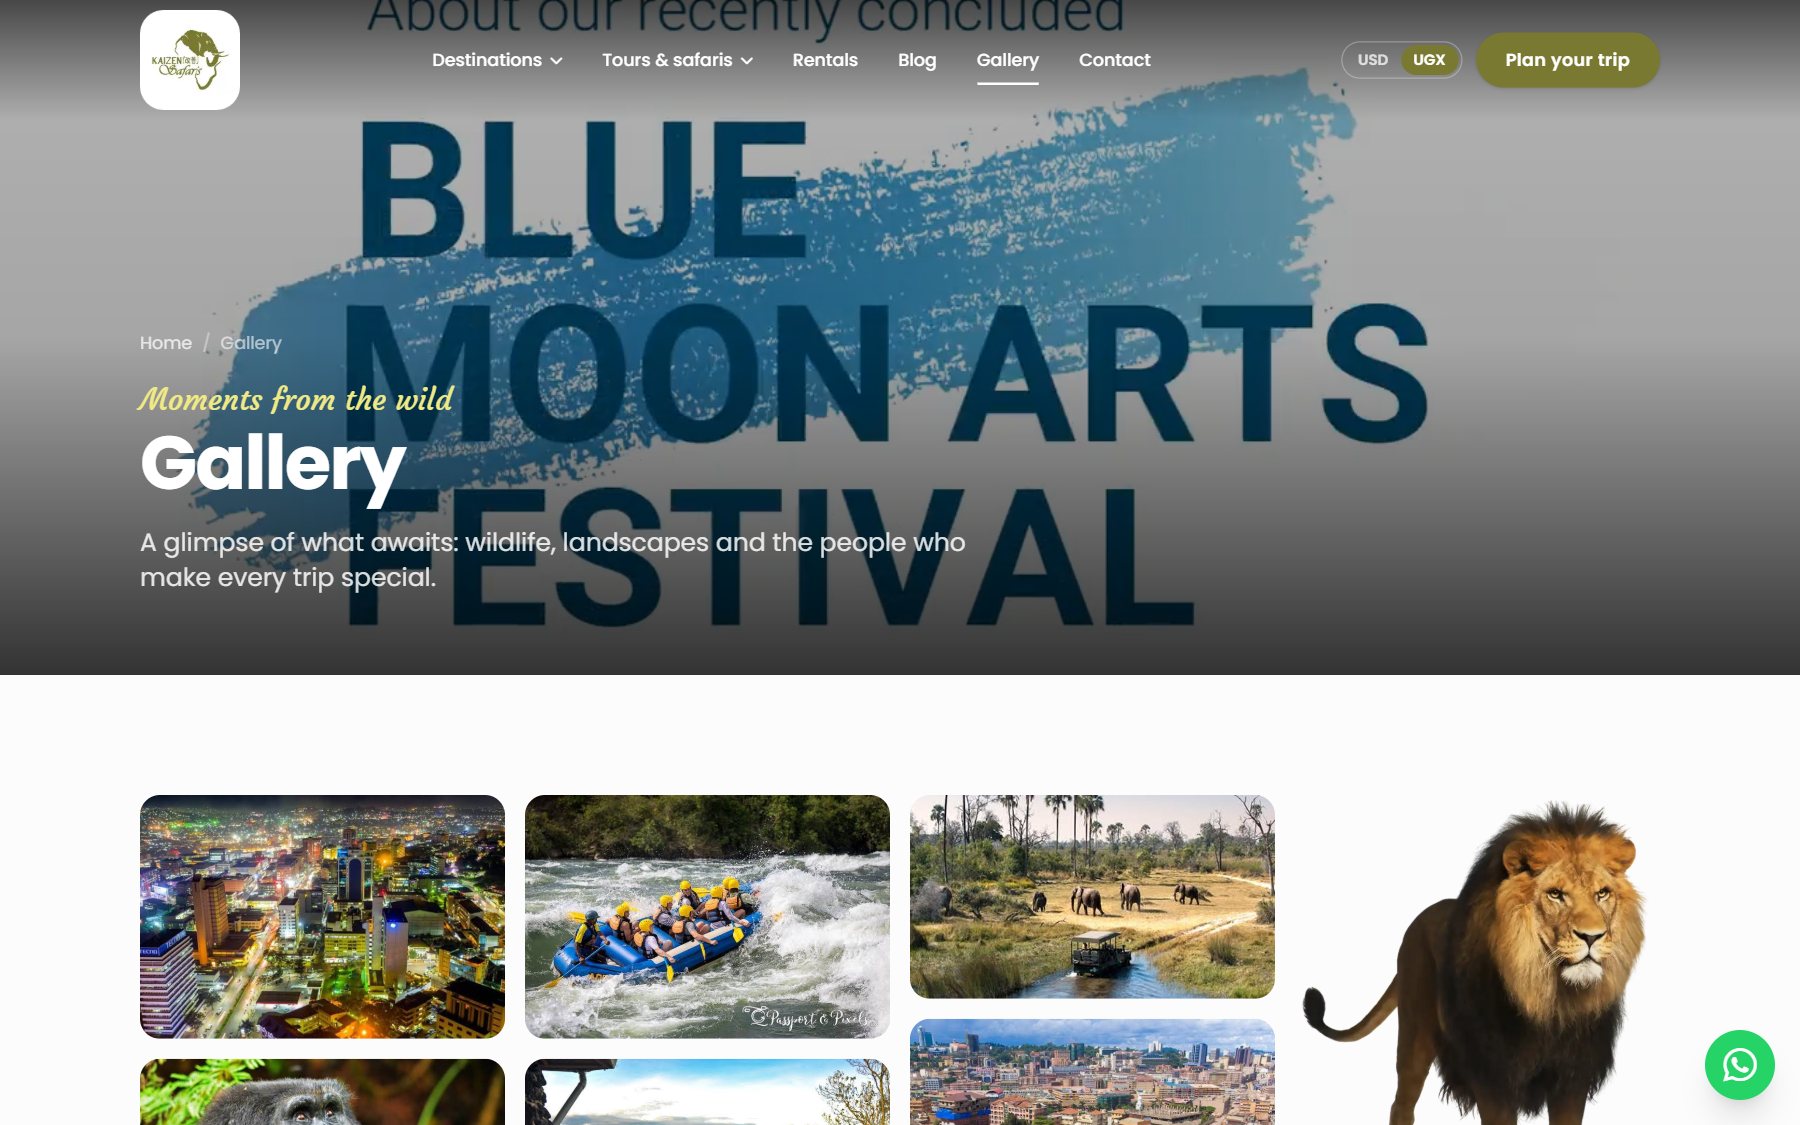 About our recently concluded
KAIZEN
Safari's
Destinations
Tours & safaris
Rentals
Blog
Gallery
Contact
USD
UGX
Plan your trip
BLUE
MOON ARTS
FESTIVAL
Home / Gallery
Moments from the wild
Gallery
A glimpse of what awaits: wildlife, landscapes and the people who
make every trip special.
Passport & Pixels